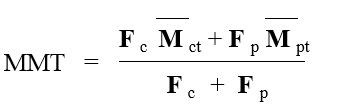 MMT = (F_c M̅_ct + F_p M̅_pt) / (F_c + F_p)